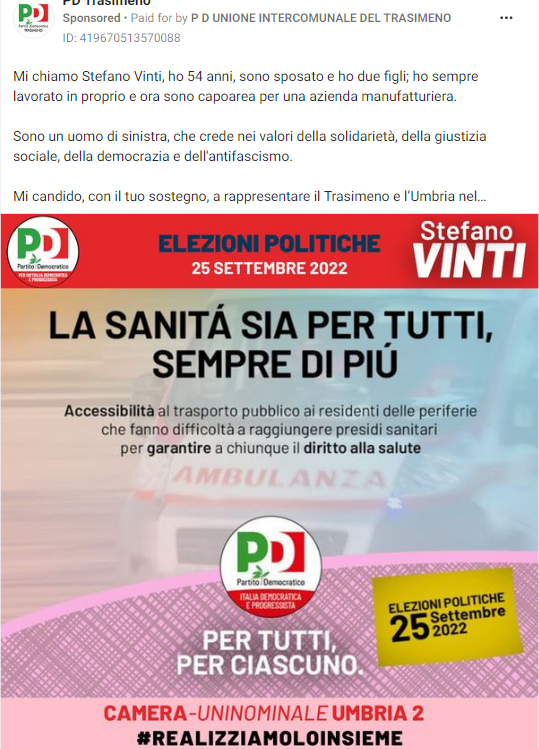 PD Trasimeno
Sponsored • Paid for by P D UNIONE INTERCOMUNALE DEL TRASIMENO
ID: 419670513570088
Mi chiamo Stefano Vinti, ho 54 anni, sono sposato e ho due figli; ho sempre
lavorato in proprio e ora sono capoarea per una azienda manufatturiera.
Sono un uomo di sinistra, che crede nei valori della solidarietà, della giustizia
sociale, della democrazia e dell'antifascismo.
Mi candido, con il tuo sostegno, a rappresentare il Trasimeno e l'Umbria nel...
PD
Partito Democratico
PER UN'ITALIA DEMOCRATICA
E PROGRESSISTA
ELEZIONI POLITICHE
25 SETTEMBRE 2022
Stefano
VINTI
LA SANITÁ SIA PER TUTTI,
SEMPRE DI PIÚ
Accessibilità al trasporto pubblico ai residenti delle periferie
che fanno difficoltà a raggiungere presidi sanitari
per garantire a chiunque il diritto alla salute
AMBULANZA
PD
Partito Democratico
ITALIA DEMOCRATICA
E PROGRESSISTA
PER TUTTI,
PER CIASCUNO.
ELEZIONI POLITICHE
25 Settembre
2022
CAMERA-UNINOMINALE UMBRIA 2
#REALIZZIAMOLOINSIEME